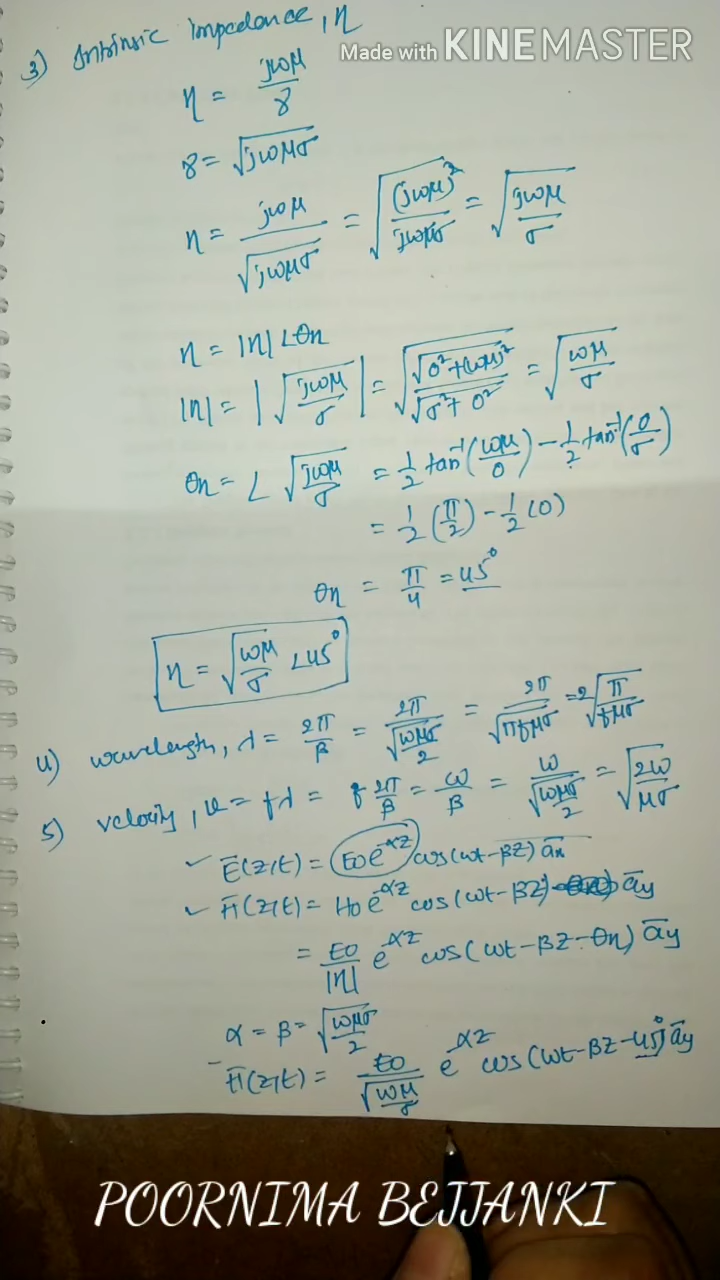 3) Intrinsic impedance, η
Made with KINEMASTER
η = jωμ/γ
γ = √(jωμσ)
η = jωμ/√(jωμσ) = √((jωμ)²/jωμσ) = √(jωμ/σ)
η = |η| ∠θη
|η| = |√(jωμ/σ)| = √(√(0²+(ωμ)²)/√(σ²+0²)) = √(ωμ/σ)
θη = ∠√(jωμ/σ) = 1/2 tan⁻¹(ωμ/0) - 1/2 tan⁻¹(0/σ)
= 1/2 (π/2) - 1/2 (0)
θη = π/4 = 45°
η = √(ωμ/σ) ∠45°
4) wavelength, λ = 2π/β = 2π/√(ωμσ/2) = 2π/√(πfμσ) = 2√(π/fμσ)
5) velocity, v = fλ = f 2π/β = ω/β = ω/√(ωμσ/2) = √(2ω/μσ)
✓ E̅(z,t) = E0 e^-αz cos(ωt-βz) a̅x
✓ H̅(z,t) = H0 e^-αz cos(ωt-βz) a̅y
= E0/|η| e^-αz cos(ωt-βz-θη) a̅y
α = β = √(ωμσ/2)
H̅(z,t) = E0/√(ωμ/σ) e^-αz cos(ωt-βz-45°) a̅y
POORNIMA BEJJANKI